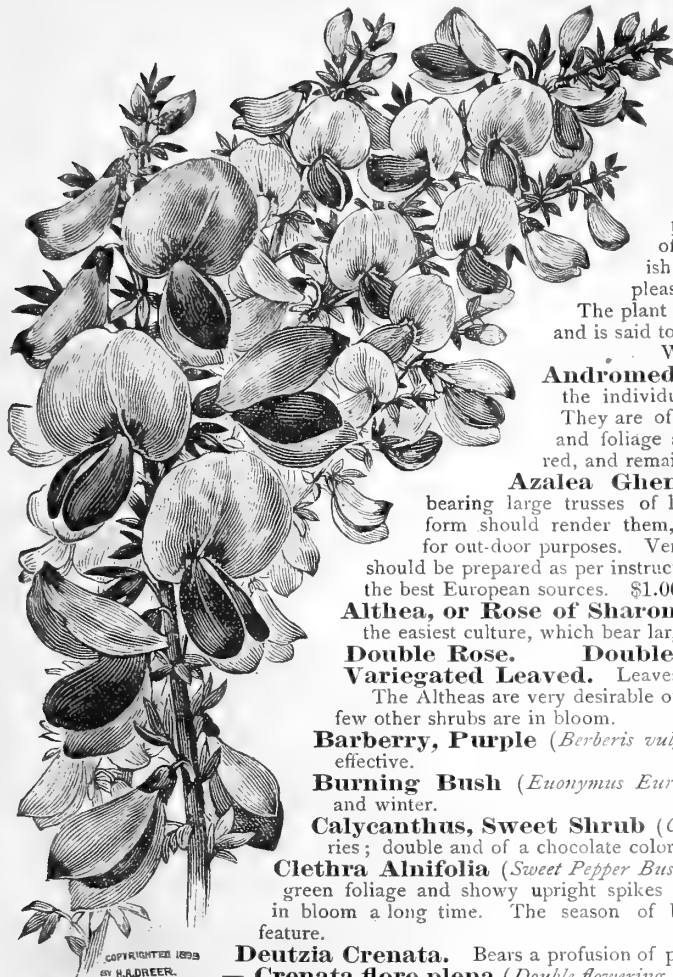 of
ish
pleas
The plant
and is said to
W
Andromed
the individu
They are of
and foliage
red, and remai
Azalea Ghen
bearing large trusses of
form should render them,
for out-door purposes. Ver
should be prepared as per instruc
the best European sources. $1.00
Althea, or Rose of Sharon
the easiest culture, which bear lar
Double Rose. Double
Variegated Leaved. Leaves
The Altheas are very desirable o
few other shrubs are in bloom.
Barberry, Purple (Berberis vul
effective.
Burning Bush (Euonymus Eur
and winter.
Calycanthus, Sweet Shrub (
ries; double and of a chocolate color
Clethra Alnifolia (Sweet Pepper Bus
green foliage and showy upright spikes
in bloom a long time. The season of
feature.
Deutzia Crenata. Bears a profusion of p
— Crenata flore pleno (Double flowering
COPYRIGHTED 1893
BY H.A.DREER.